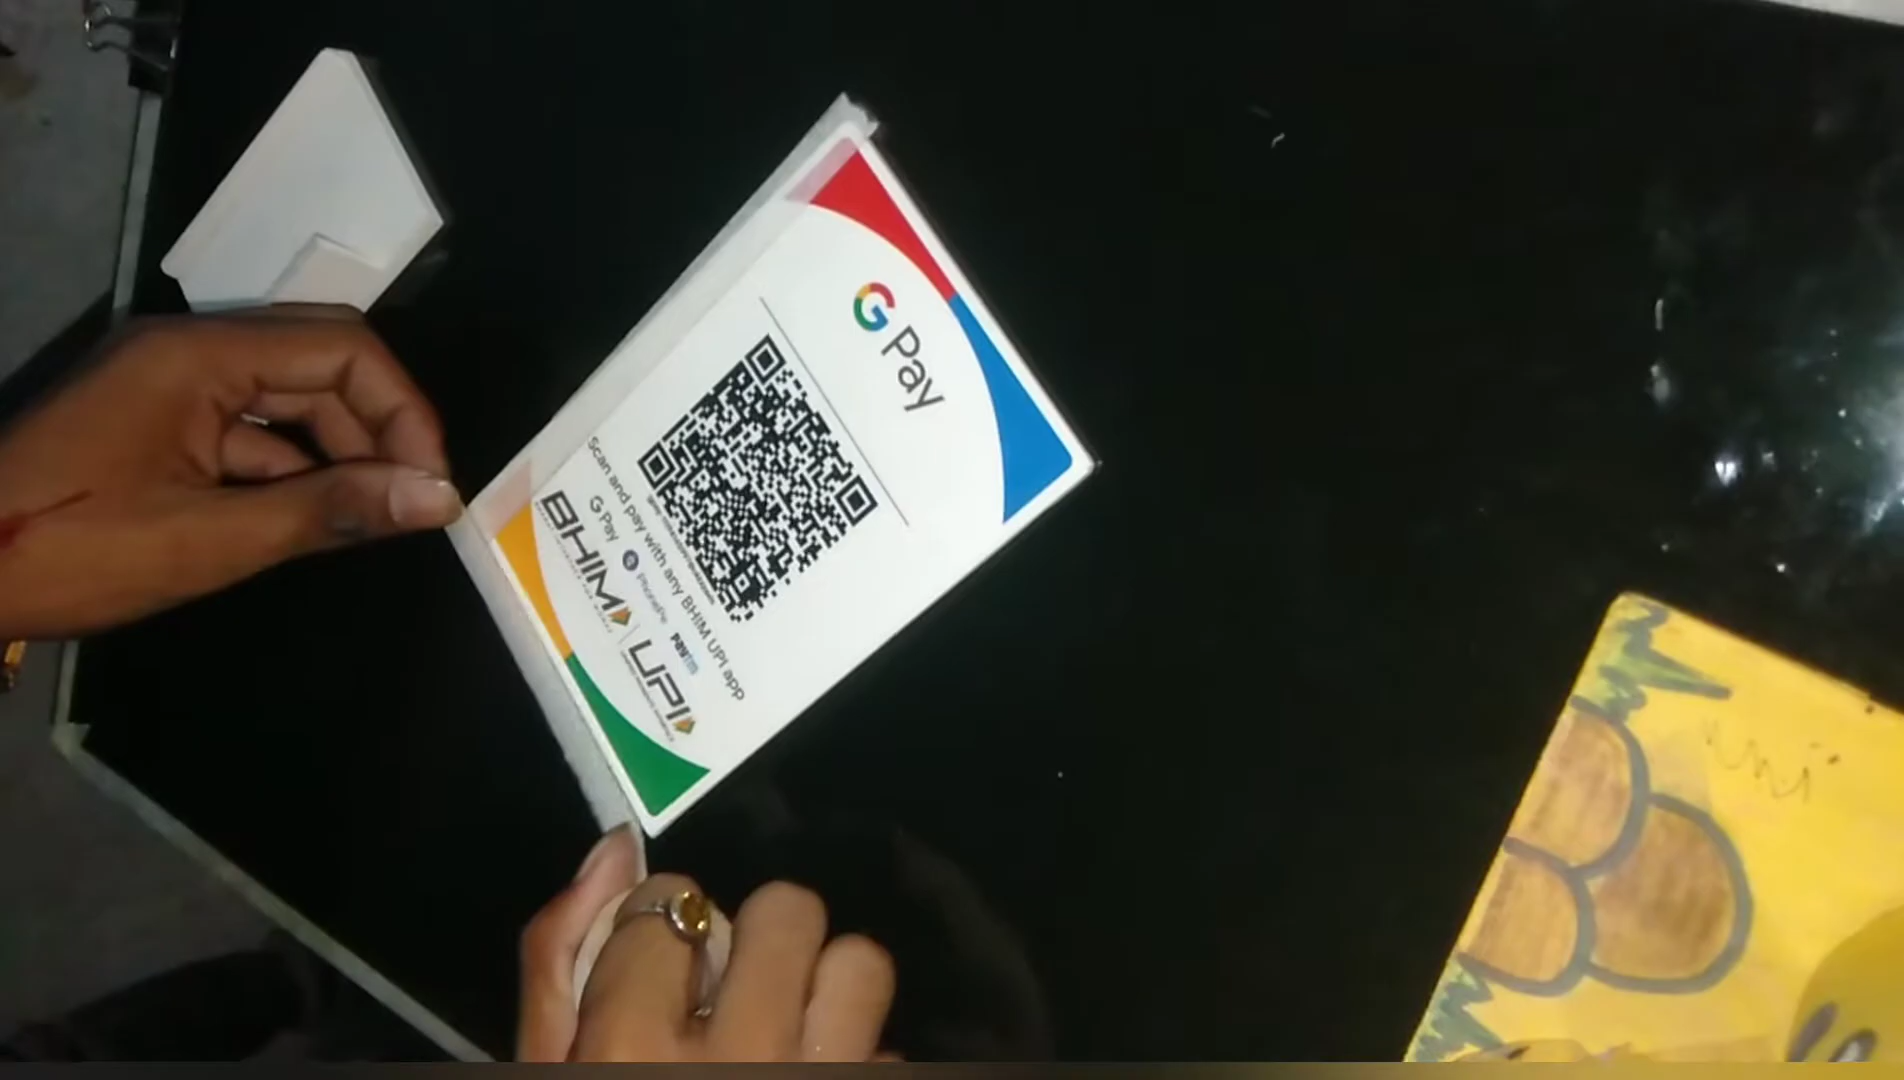 G Pay
Scan and pay with any BHIM UPI app
G Pay PhonePe paytm
BHIM UPI